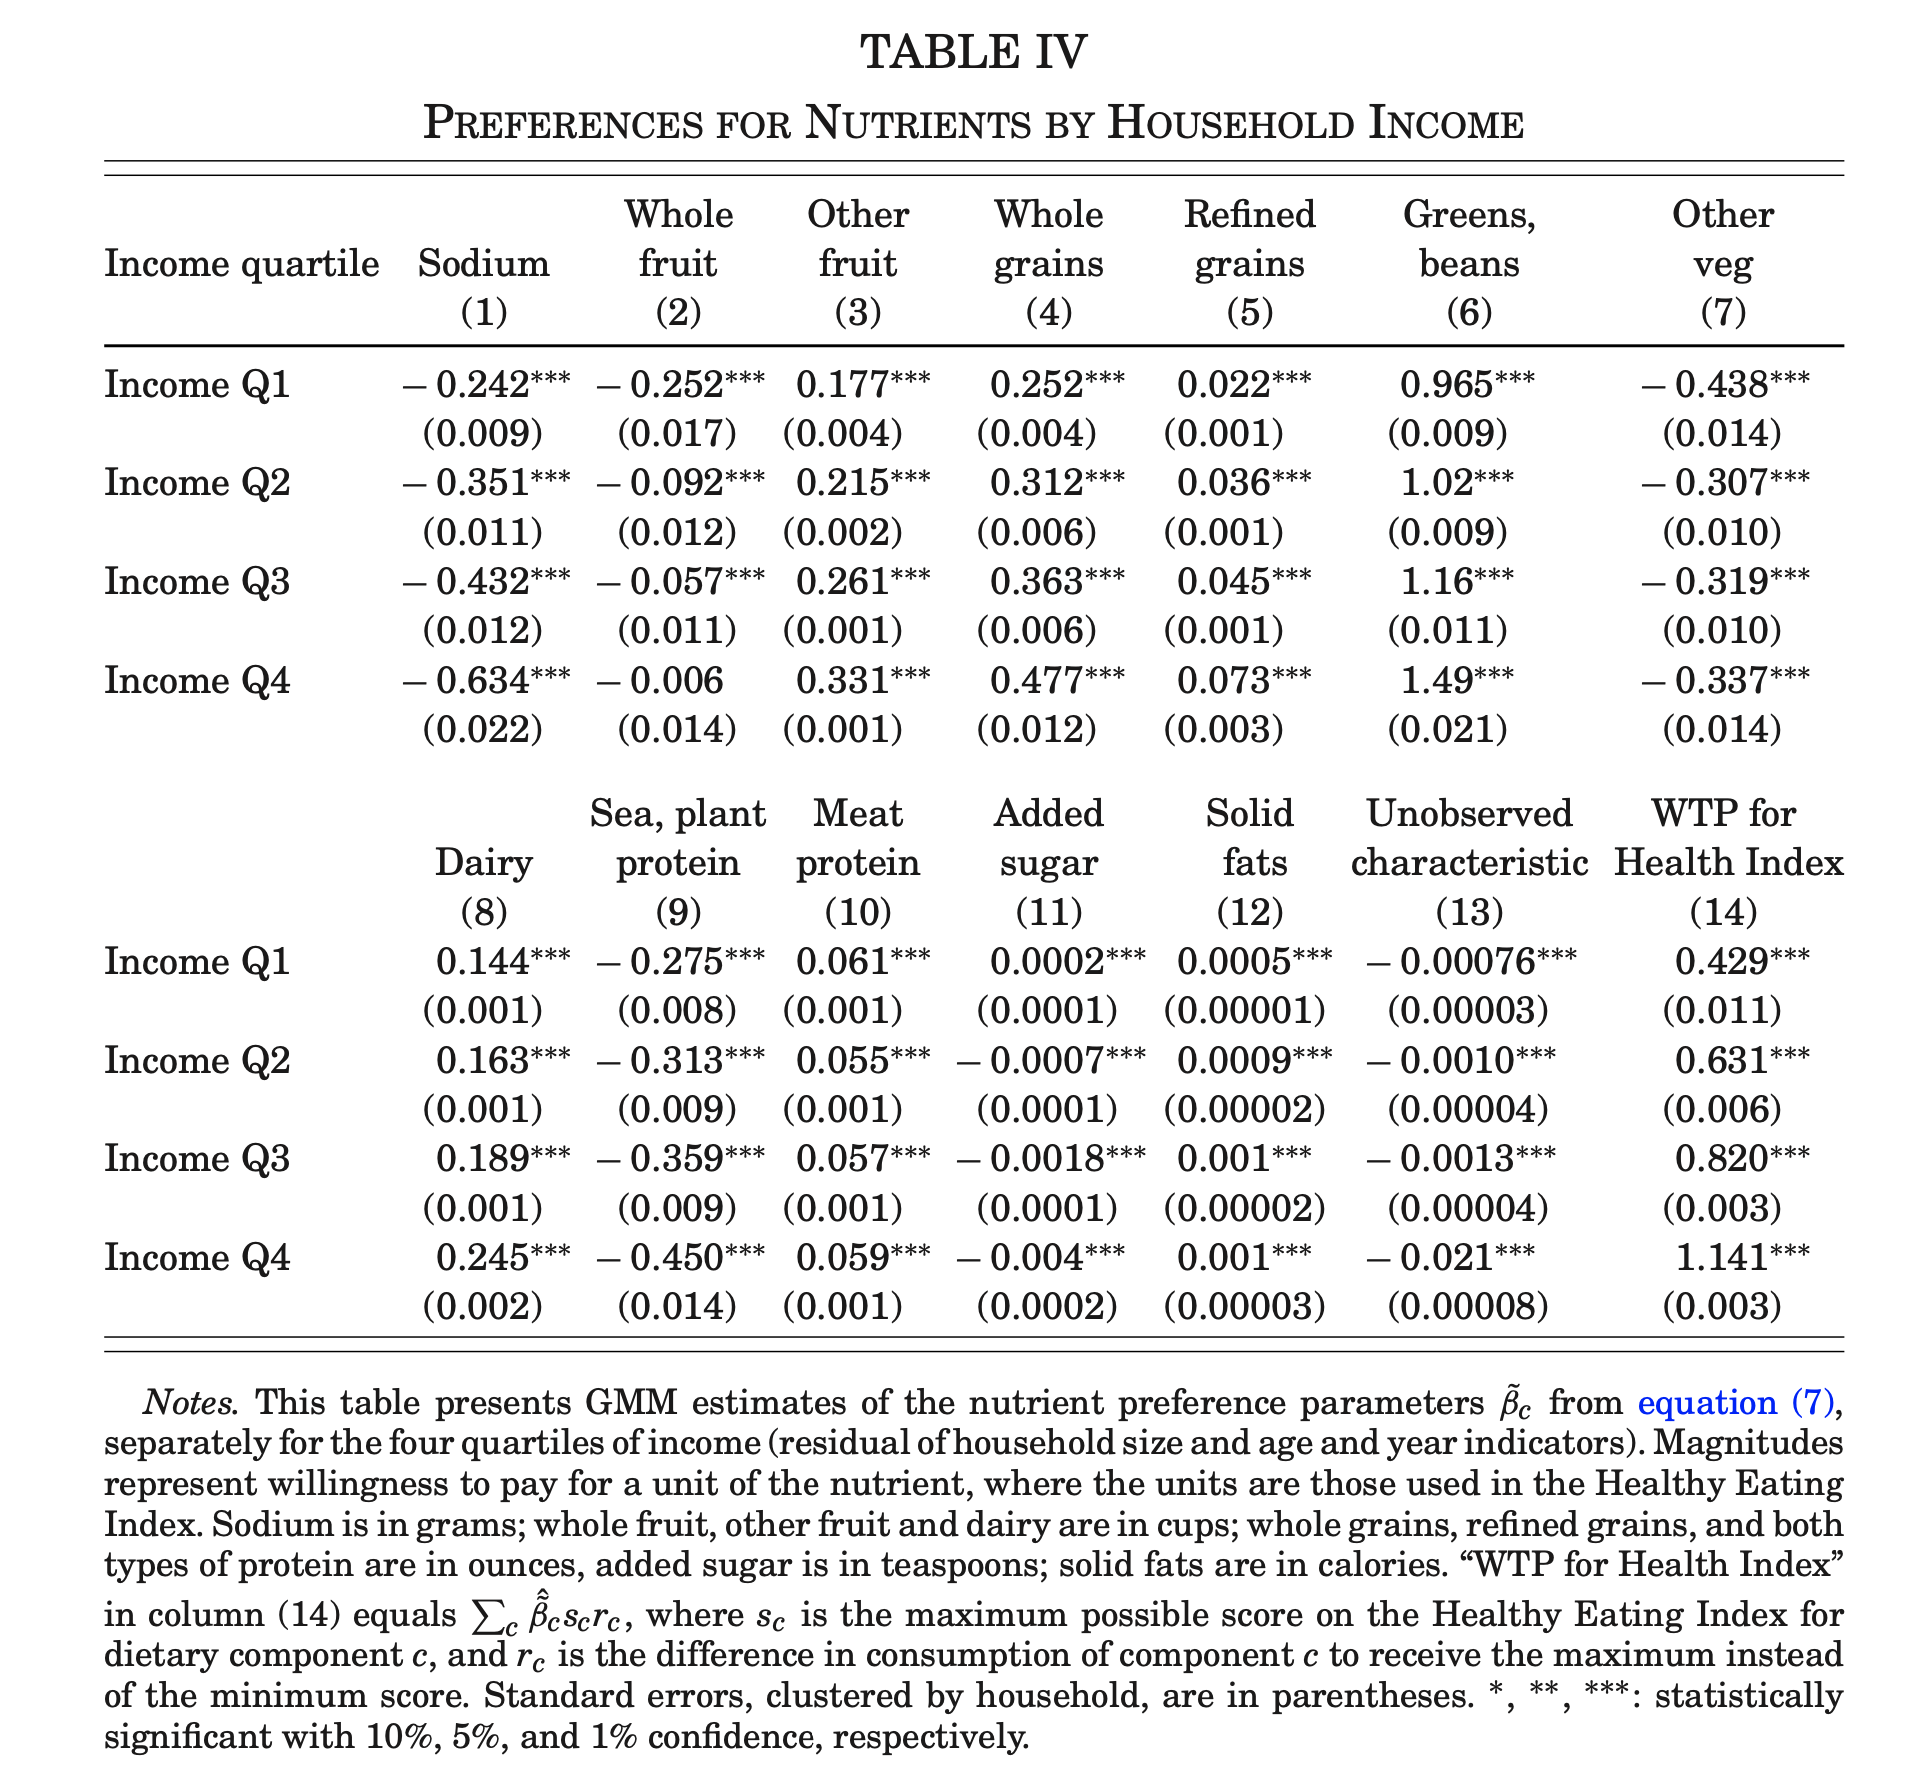 TABLE IV
PREFERENCES FOR NUTRIENTS BY HOUSEHOLD INCOME
Whole Other Whole Refined Greens, Other
Income quartile Sodium fruit fruit grains grains beans veg
(1) (2) (3) (4) (5) (6) (7)
Income Q1 − 0.242*** − 0.252*** 0.177*** 0.252*** 0.022*** 0.965*** − 0.438***
(0.009) (0.017) (0.004) (0.004) (0.001) (0.009) (0.014)
Income Q2 − 0.351*** − 0.092*** 0.215*** 0.312*** 0.036*** 1.02*** − 0.307***
(0.011) (0.012) (0.002) (0.006) (0.001) (0.009) (0.010)
Income Q3 − 0.432*** − 0.057*** 0.261*** 0.363*** 0.045*** 1.16*** − 0.319***
(0.012) (0.011) (0.001) (0.006) (0.001) (0.011) (0.010)
Income Q4 − 0.634*** − 0.006 0.331*** 0.477*** 0.073*** 1.49*** − 0.337***
(0.022) (0.014) (0.001) (0.012) (0.003) (0.021) (0.014)
Sea, plant Meat Added Solid Unobserved WTP for
Dairy protein protein sugar fats characteristic Health Index
(8) (9) (10) (11) (12) (13) (14)
Income Q1 0.144*** − 0.275*** 0.061*** 0.0002*** 0.0005*** − 0.00076*** 0.429***
(0.001) (0.008) (0.001) (0.0001) (0.00001) (0.00003) (0.011)
Income Q2 0.163*** − 0.313*** 0.055*** − 0.0007*** 0.0009*** − 0.0010*** 0.631***
(0.001) (0.009) (0.001) (0.0001) (0.00002) (0.00004) (0.006)
Income Q3 0.189*** − 0.359*** 0.057*** − 0.0018*** 0.001*** − 0.0013*** 0.820***
(0.001) (0.009) (0.001) (0.0001) (0.00002) (0.00004) (0.003)
Income Q4 0.245*** − 0.450*** 0.059*** − 0.004*** 0.001*** − 0.021*** 1.141***
(0.002) (0.014) (0.001) (0.0002) (0.00003) (0.00008) (0.003)
Notes. This table presents GMM estimates of the nutrient preference parameters β̃c from equation (7),
separately for the four quartiles of income (residual of household size and age and year indicators). Magnitudes
represent willingness to pay for a unit of the nutrient, where the units are those used in the Healthy Eating
Index. Sodium is in grams; whole fruit, other fruit and dairy are in cups; whole grains, refined grains, and both
types of protein are in ounces, added sugar is in teaspoons; solid fats are in calories. “WTP for Health Index”
in column (14) equals ∑c β̃̂c sc rc, where sc is the maximum possible score on the Healthy Eating Index for
dietary component c, and rc is the difference in consumption of component c to receive the maximum instead
of the minimum score. Standard errors, clustered by household, are in parentheses. *, **, ***: statistically
significant with 10%, 5%, and 1% confidence, respectively.